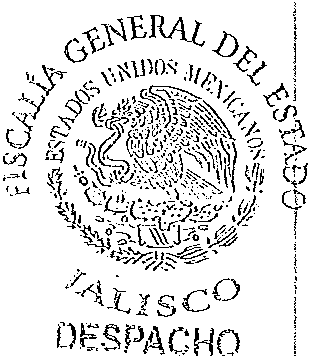 FISCALÍA GENERAL DEL ESTADO
ESTADOS UNIDOS MEXICANOS
JALISCO
DESPACHO